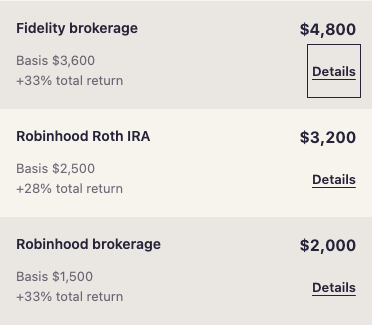 Fidelity brokerage
$4,800
Basis $3,600
+33% total return
Details
Robinhood Roth IRA
$3,200
Basis $2,500
+28% total return
Details
Robinhood brokerage
$2,000
Basis $1,500
+33% total return
Details